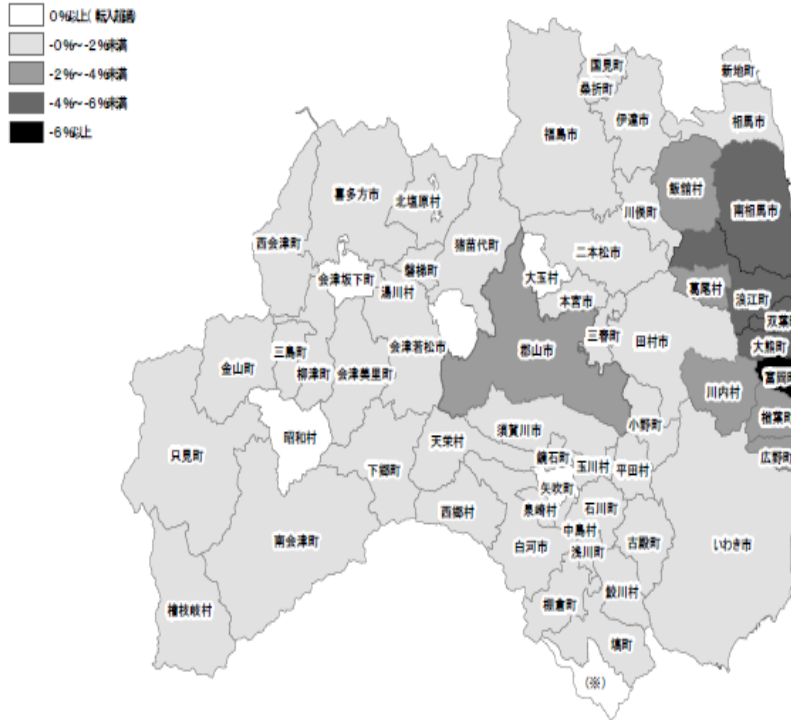 0%以上(転入超過)
-0%~-2%未満
-2%~-4%未満
-4%~-6%未満
-6%以上
国見町
新地町
桑折町
伊達市
相馬市
福島市
飯舘村
喜多方市
北塩原村
川俣町
南相馬市
西会津町
猪苗代町
二本松市
磐梯町
会津坂下町
大玉村
湯川村
葛尾村
浪江町
本宮市
双葉
三春町
田村市
大熊町
会津若松市
三島町
郡山市
金山町
柳津町
会津美里町
富岡町
川内村
楢葉町
小野町
須賀川市
昭和村
天栄村
只見町
鏡石町
広野町
玉川村
平田村
下郷町
矢吹町
泉崎村
石川町
西郷村
中島村
南会津町
白河市
浅川町
古殿町
いわき市
鮫川村
檜枝岐村
棚倉町
塙町
(※)